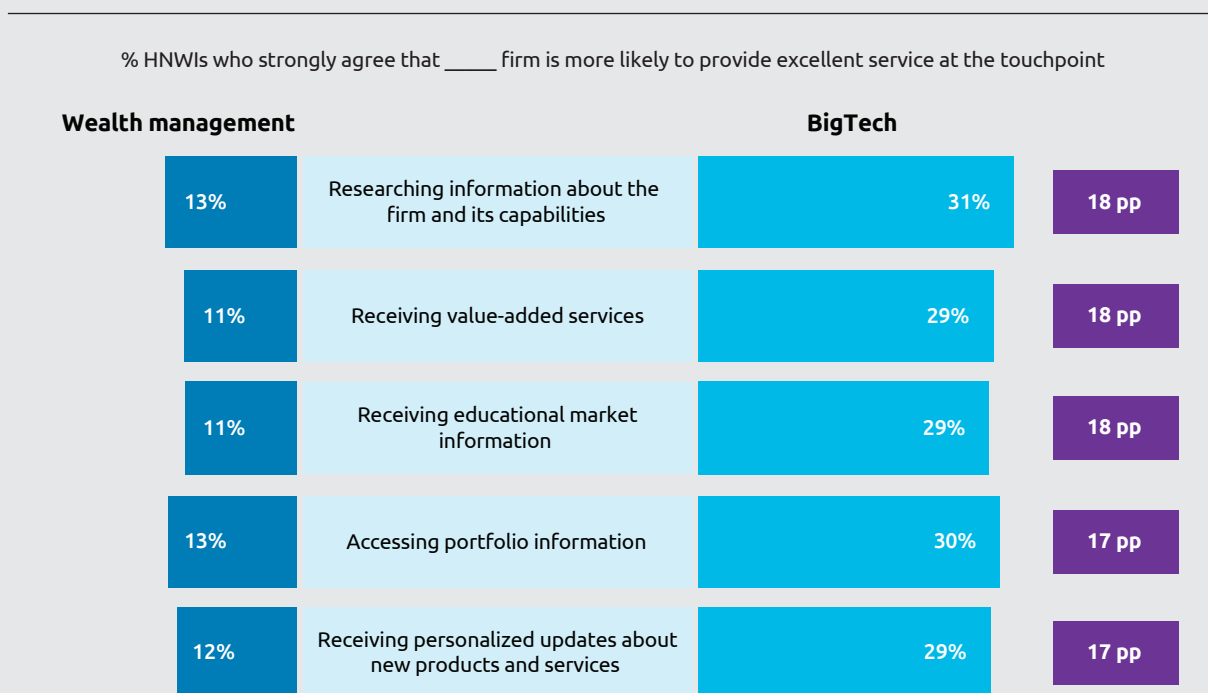 % HNWIs who strongly agree that _____ firm is more likely to provide excellent service at the touchpoint
Wealth management
BigTech
13%
Researching information about the
firm and its capabilities
31%
18 pp
11%
Receiving value-added services
29%
18 pp
11%
Receiving educational market
information
29%
18 pp
13%
Accessing portfolio information
30%
17 pp
12%
Receiving personalized updates about
new products and services
29%
17 pp